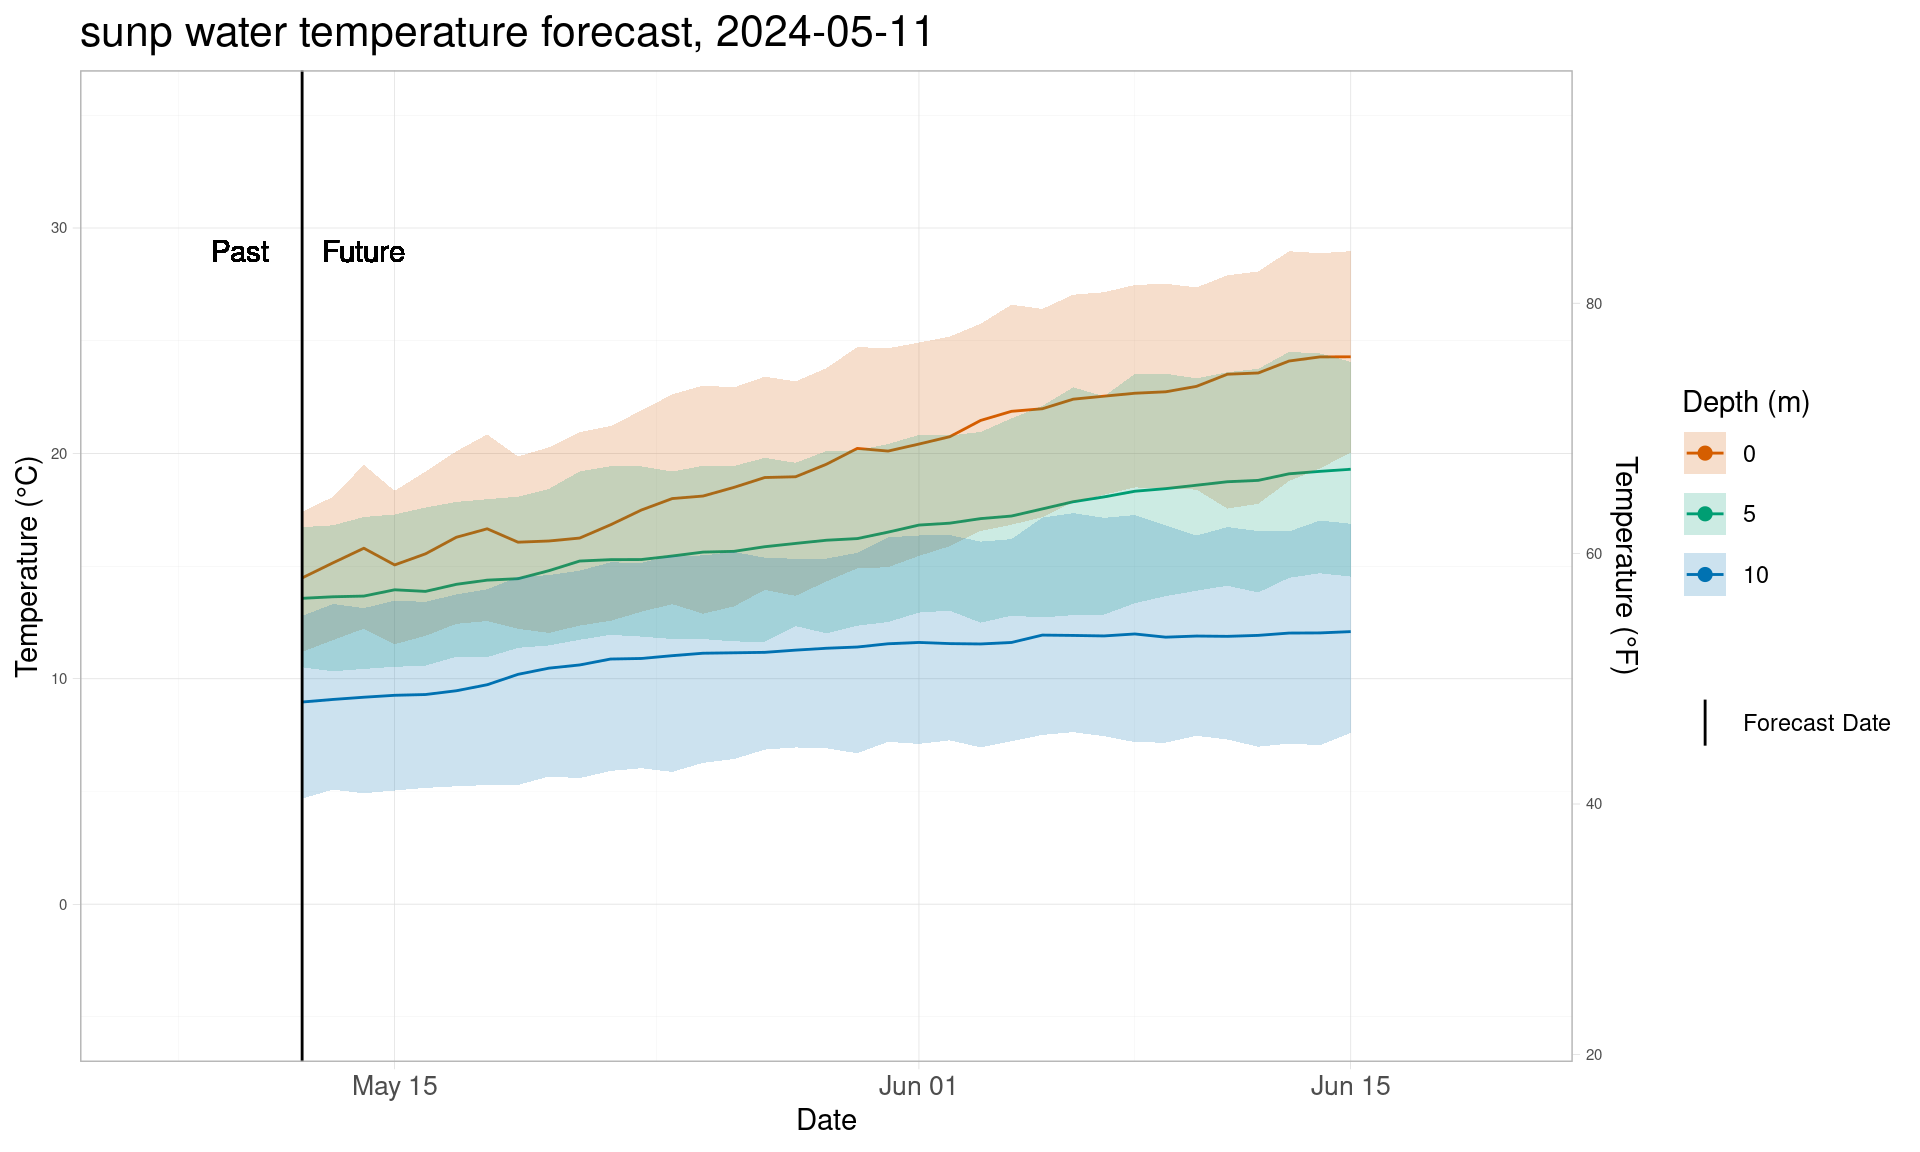 sunp water temperature forecast, 2024-05-11
Past
Future
30
20
10
0
Temperature (°C)
80
60
40
20
Temperature (°F)
May 15
Jun 01
Jun 15
Date
Depth (m)
0
5
10
Forecast Date